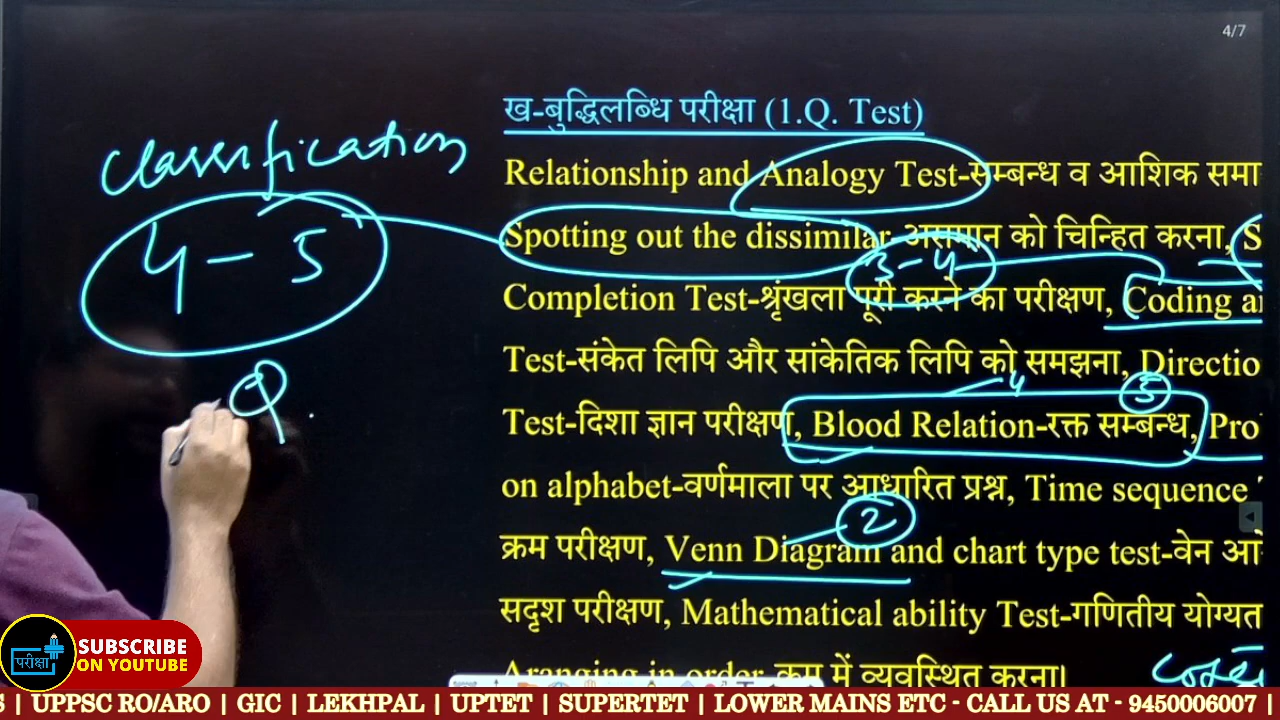 4/7
ख-बुद्धिलब्धि परीक्षा (1.Q. Test)
Classification
Relationship and Analogy Test-सम्बन्ध व आशिक समा
4-5
Spotting out the dissimilar-असमान को चिन्हित करना, S
3-4
Completion Test-श्रृंखला पूरी करने का परीक्षण, Coding a
Test-संकेत लिपि और सांकेतिक लिपि को समझना, Directio
Q.
4
5
Test-दिशा ज्ञान परीक्षण, Blood Relation-रक्त सम्बन्ध, Pro
on alphabet-वर्णमाला पर आधारित प्रश्न, Time sequence
2
क्रम परीक्षण, Venn Diagram and chart type test-वेन आ
सदृश परीक्षण, Mathematical ability Test-गणितीय योग्यत
Aranging in order-क्रम में व्यवस्थित करना।
परीक्षा
SUBSCRIBE
ON YOUTUBE
S | UPPSC RO/ARO | GIC | LEKHPAL | UPTET | SUPERTET | LOWER MAINS ETC - CALL US AT - 9450006007 |